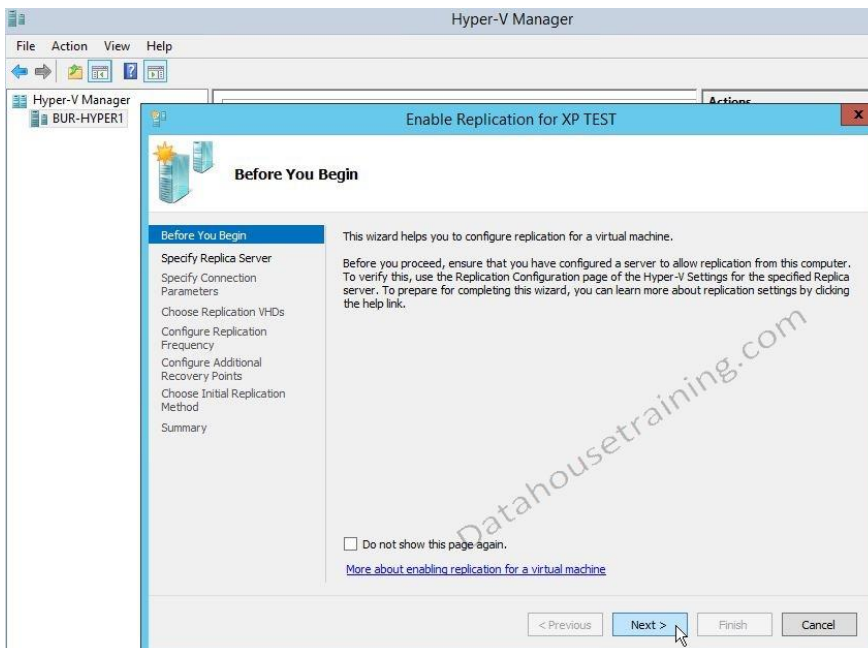 Hyper-V Manager
File Action View Help
Hyper-V Manager
BUR-HYPER1
Actions
Enable Replication for XP TEST
x
Before You Begin
Before You Begin
Specify Replica Server
Specify Connection
Parameters
Choose Replication VHDs
Configure Replication
Frequency
Configure Additional
Recovery Points
Choose Initial Replication
Method
Summary
This wizard helps you to configure replication for a virtual machine.
Before you proceed, ensure that you have configured a server to allow replication from this computer.
To verify this, use the Replication Configuration page of the Hyper-V Settings for the specified Replica
server. To prepare for completing this wizard, you can learn more about replication settings by clicking
the help link.
Datahousetraining.com
Do not show this page again.
More about enabling replication for a virtual machine
< Previous Next > Finish Cancel